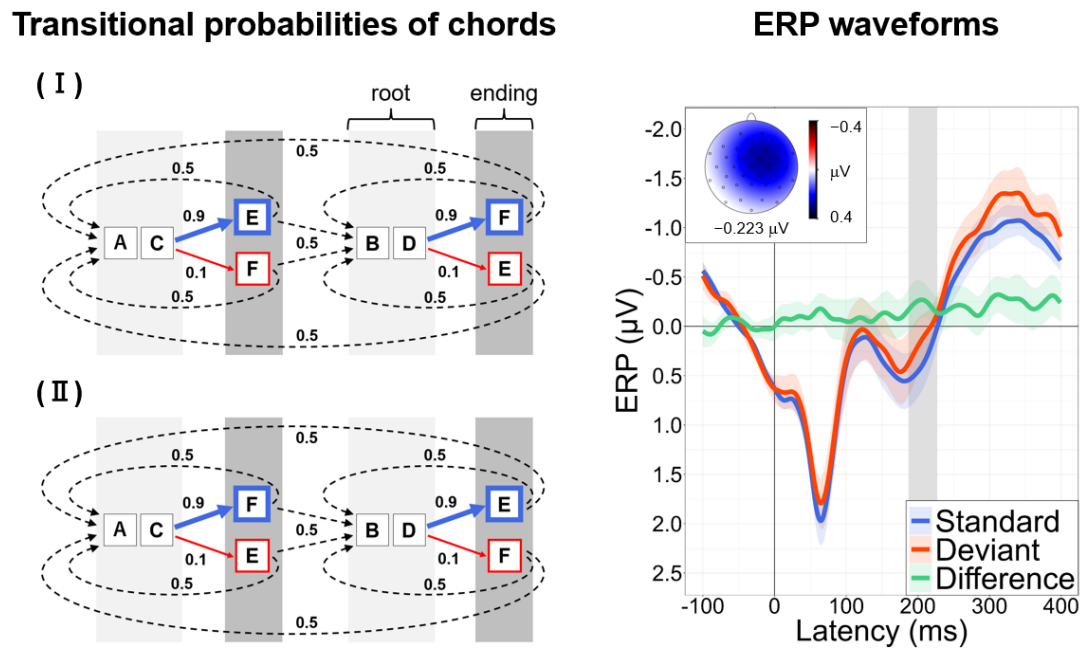 Transitional probabilities of chords
( I )
root
ending
0.5
0.5
0.5
0.9
E
0.9
F
A C
0.5
B D
0.1
F
0.1
E
0.5
0.5
0.5
( II )
0.5
0.5
0.5
0.9
F
0.9
E
A C
0.5
B D
0.1
E
0.1
F
0.5
0.5
0.5
ERP waveforms
-2.0
-1.5
-1.0
-0.5
0.0
0.5
1.0
1.5
2.0
2.5
ERP (μV)
−0.4
μV
0.4
−0.223 μV
Standard
Deviant
Difference
-100 0 100 200 300 400
Latency (ms)